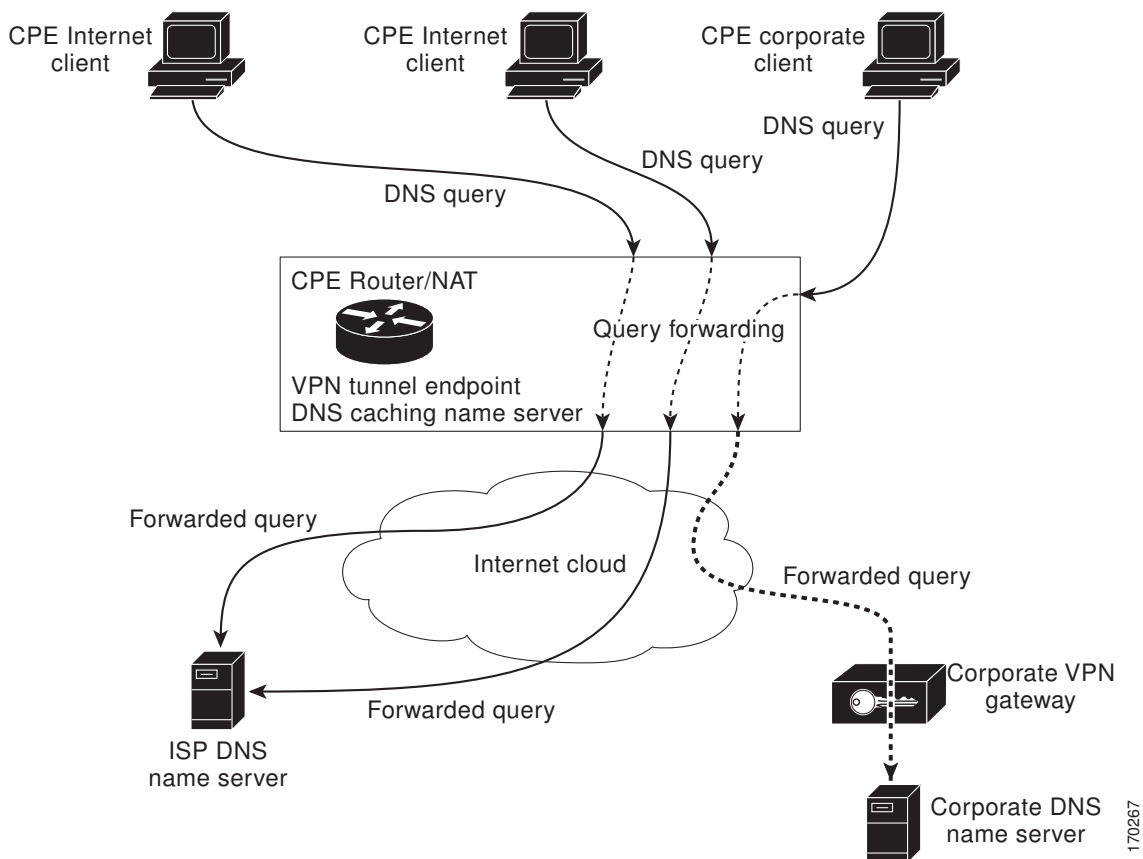 CPE Internet
client
CPE Internet
client
CPE corporate
client
DNS query
DNS query
DNS query
CPE Router/NAT
Query forwarding
VPN tunnel endpoint
DNS caching name server
Forwarded query
Internet cloud
Forwarded query
Corporate VPN
gateway
Forwarded query
ISP DNS
name server
Corporate DNS
name server
170267